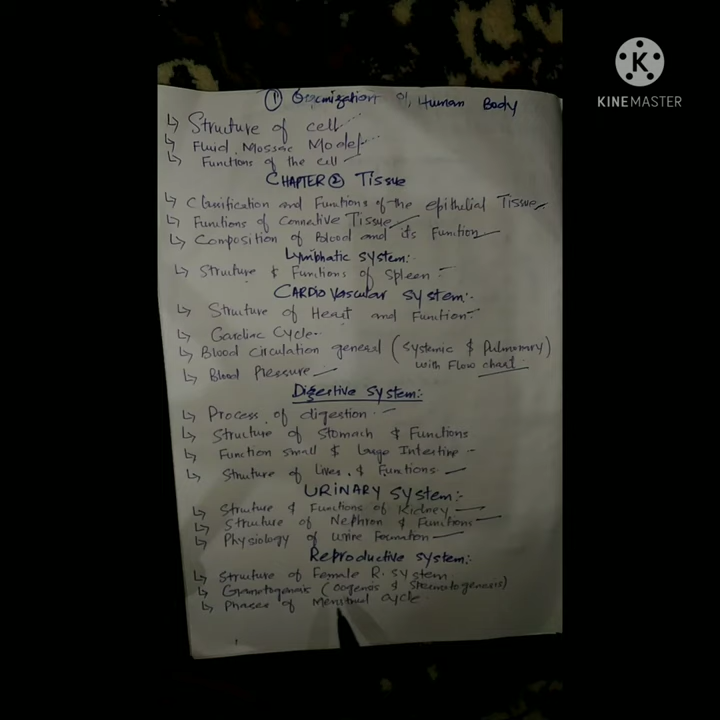 ① Organization of Human Body
↳ Structure of cell
↳ Fluid Mossac Model
↳ Functions of the cell
CHAPTER ② Tissue
↳ Classification and Functions of the epithelial Tissue
↳ Functions of Connective Tissue
↳ Composition of Blood and its Function
Lymphatic system:-
↳ Structure & Functions of Spleen
CARDiO Vascular system:-
↳ Structure of Heart and Function
↳ Cardiac Cycle
↳ Blood Circulation general (Systemic & Pulmonary)
with Flow chart
↳ Blood Pressure
Digestive system:-
↳ Process of digestion
↳ Structure of Stomach & Functions
↳ Function small & Large Intestine
↳ Structure of Liver & Functions
URiNARY system:-
↳ Structure & Functions of Kidney
↳ Structure of Nephron & Functions
↳ Physiology of Urine Formation
Reproductive system:-
↳ Structure of Female R. system
↳ (
↳ Phases of Menstrual cycle
K
KINEMASTER